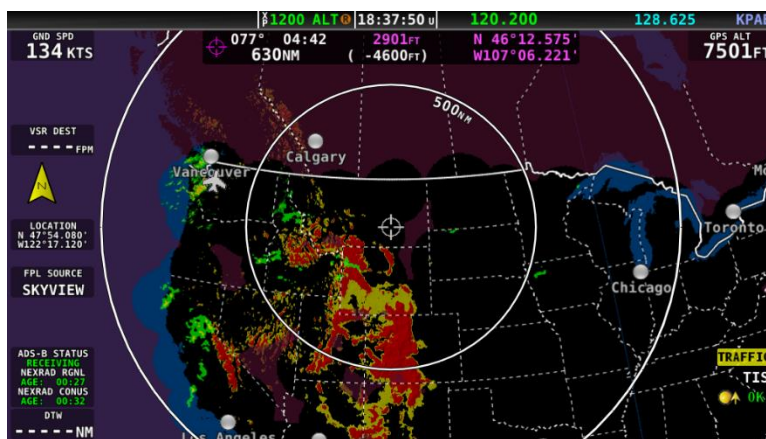 1200 ALT R 18:37:50 U 120.200 128.625 KPAE
GND SPD
134 KTS
077° 04:42 2901FT N 46°12.575'
630NM ( -4600FT) W107°06.221'
GPS ALT
7501FT
500NM
VSR DEST
----FPM
Calgary
Vancouver
N
LOCATION
N 47°54.080'
W122°17.120'
Toronto
FPL SOURCE
SKYVIEW
Chicago
ADS-B STATUS
RECEIVING
NEXRAD RGNL
AGE: 00:27
NEXRAD CONUS
AGE: 00:32
TRAFFIC
TIS
OK
DTW
-----NM
Los Angeles